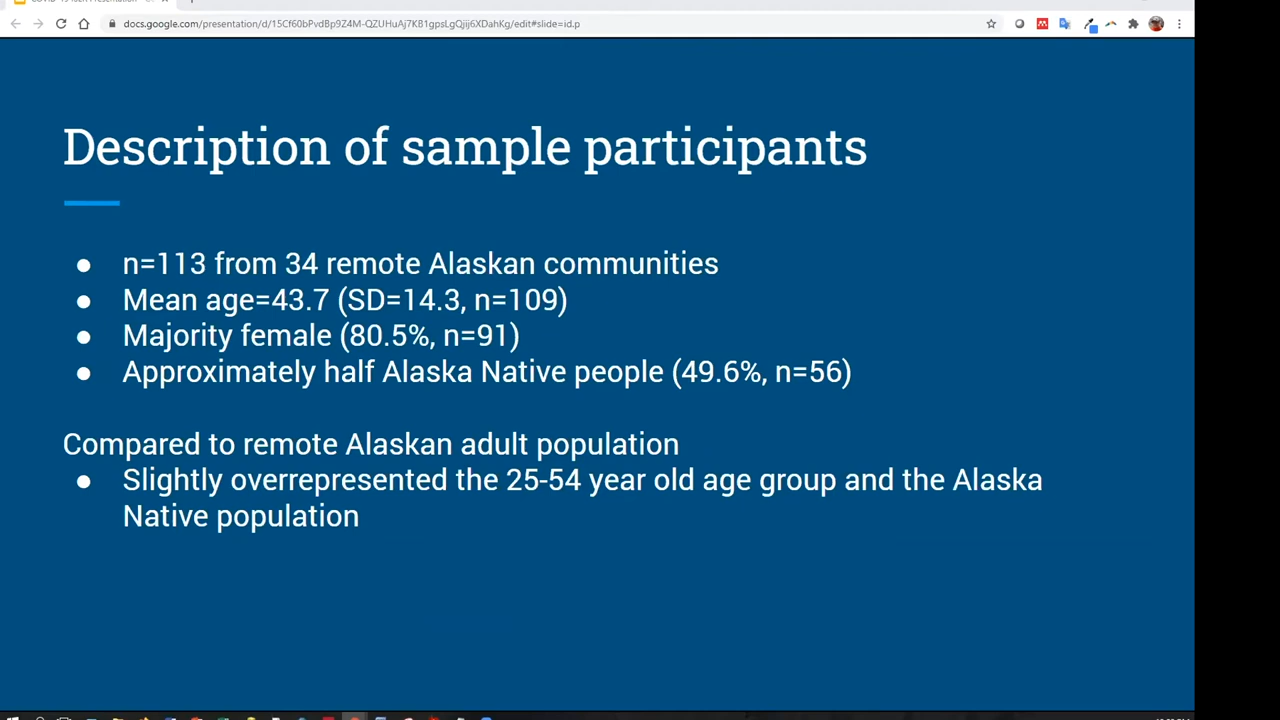 docs.google.com/presentation/d/15Cf60bPvdBp9Z4M-QZUHuAj7KB1gpsLgQjij6XDahKg/edit#slide=id.p
Description of sample participants
● n=113 from 34 remote Alaskan communities
● Mean age=43.7 (SD=14.3, n=109)
● Majority female (80.5%, n=91)
● Approximately half Alaska Native people (49.6%, n=56)
Compared to remote Alaskan adult population
● Slightly overrepresented the 25-54 year old age group and the Alaska
Native population